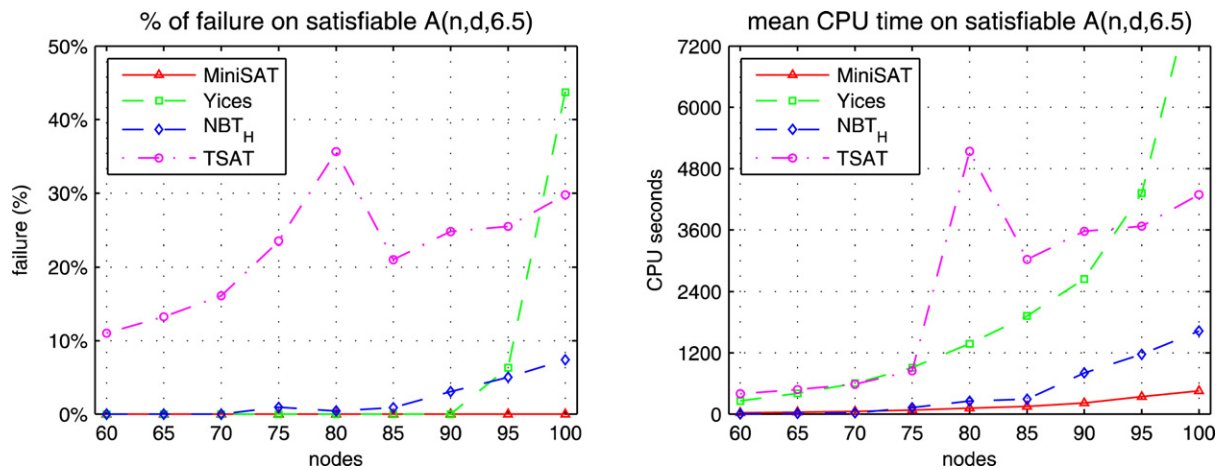 % of failure on satisfiable A(n,d,6.5)
50%
40%
30%
20%
10%
0%
failure (%)
MiniSAT
Yices
NBT_H
TSAT
60 65 70 75 80 85 90 95 100
nodes
mean CPU time on satisfiable A(n,d,6.5)
7200
6000
4800
3600
2400
1200
0
CPU seconds
MiniSAT
Yices
NBT_H
TSAT
60 65 70 75 80 85 90 95 100
nodes